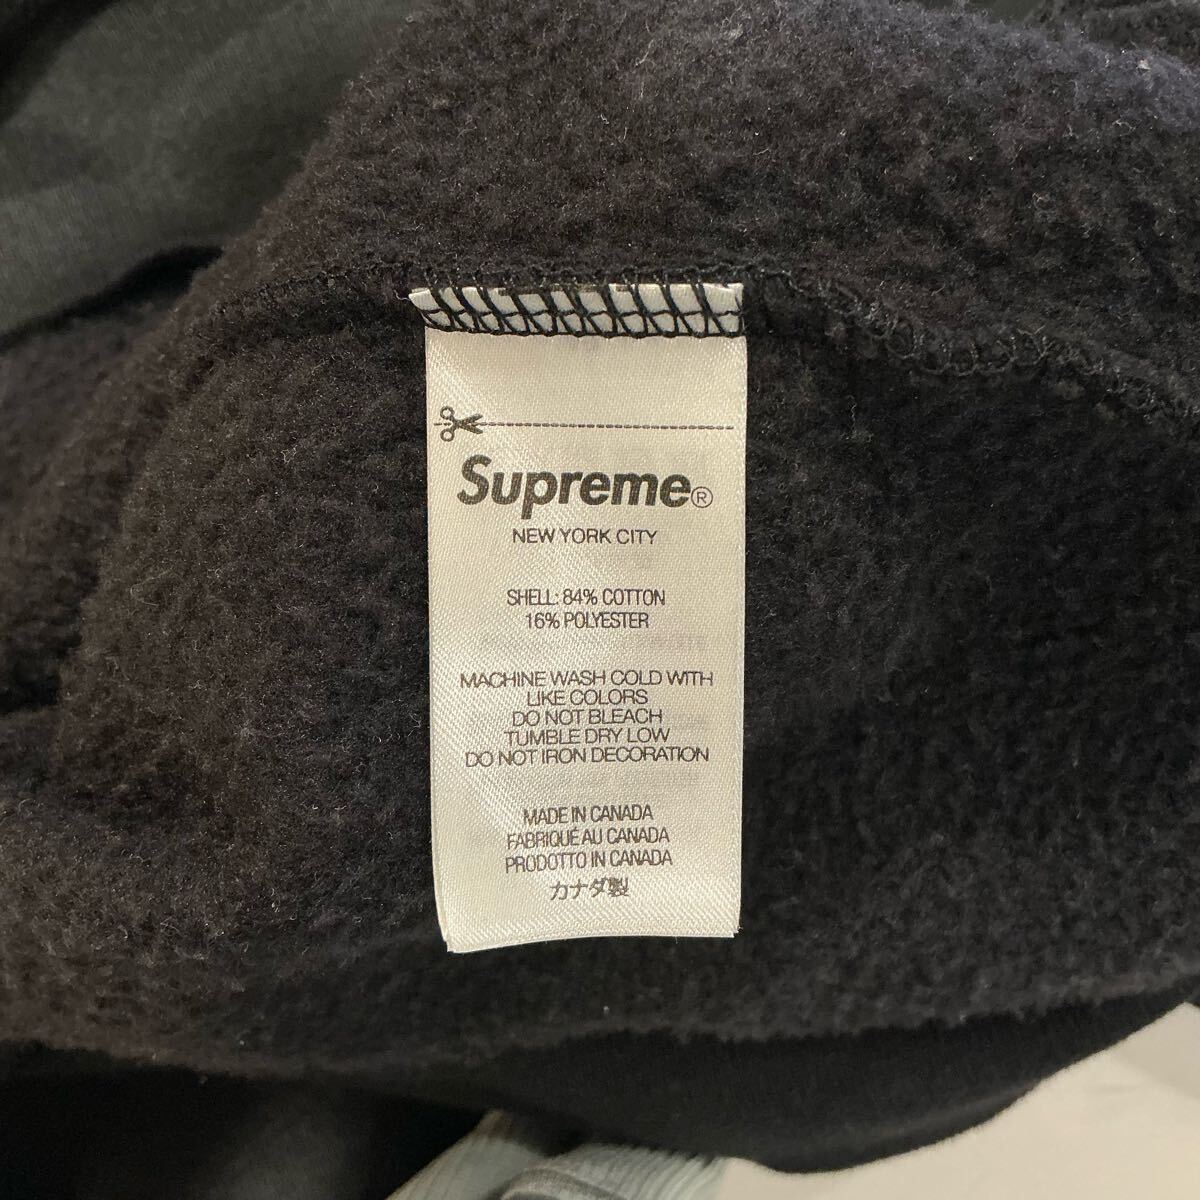 Supreme®
NEW YORK CITY
SHELL: 84% COTTON
16% POLYESTER
MACHINE WASH COLD WITH
LIKE COLORS
DO NOT BLEACH
TUMBLE DRY LOW
DO NOT IRON DECORATION
MADE IN CANADA
FABRIQUÉ AU CANADA
PRODOTTO IN CANADA
カナダ製